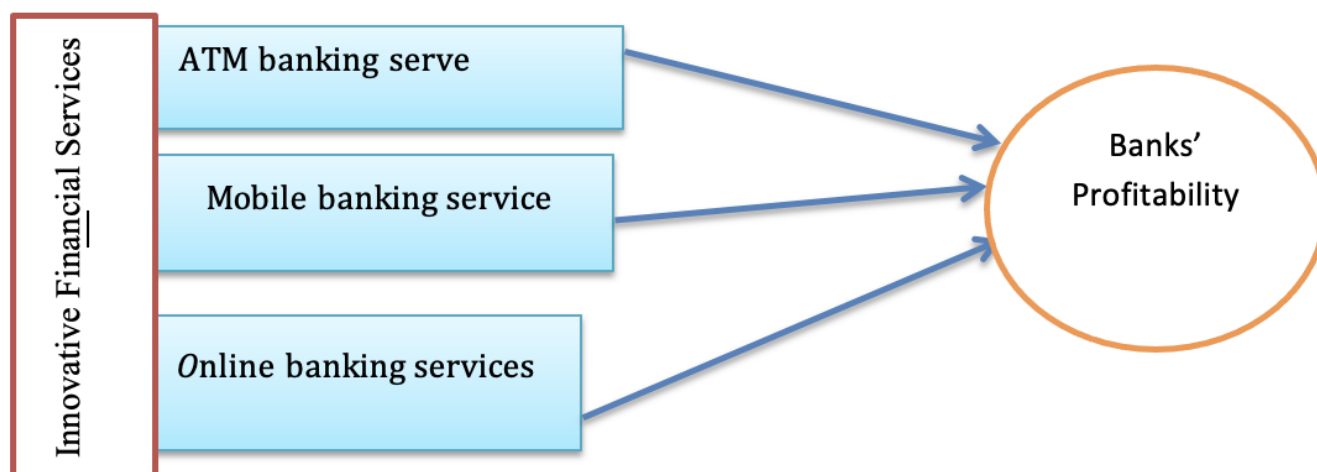 Innovative Financial Services
ATM banking serve
Mobile banking service
Online banking services
Banks’
Profitability